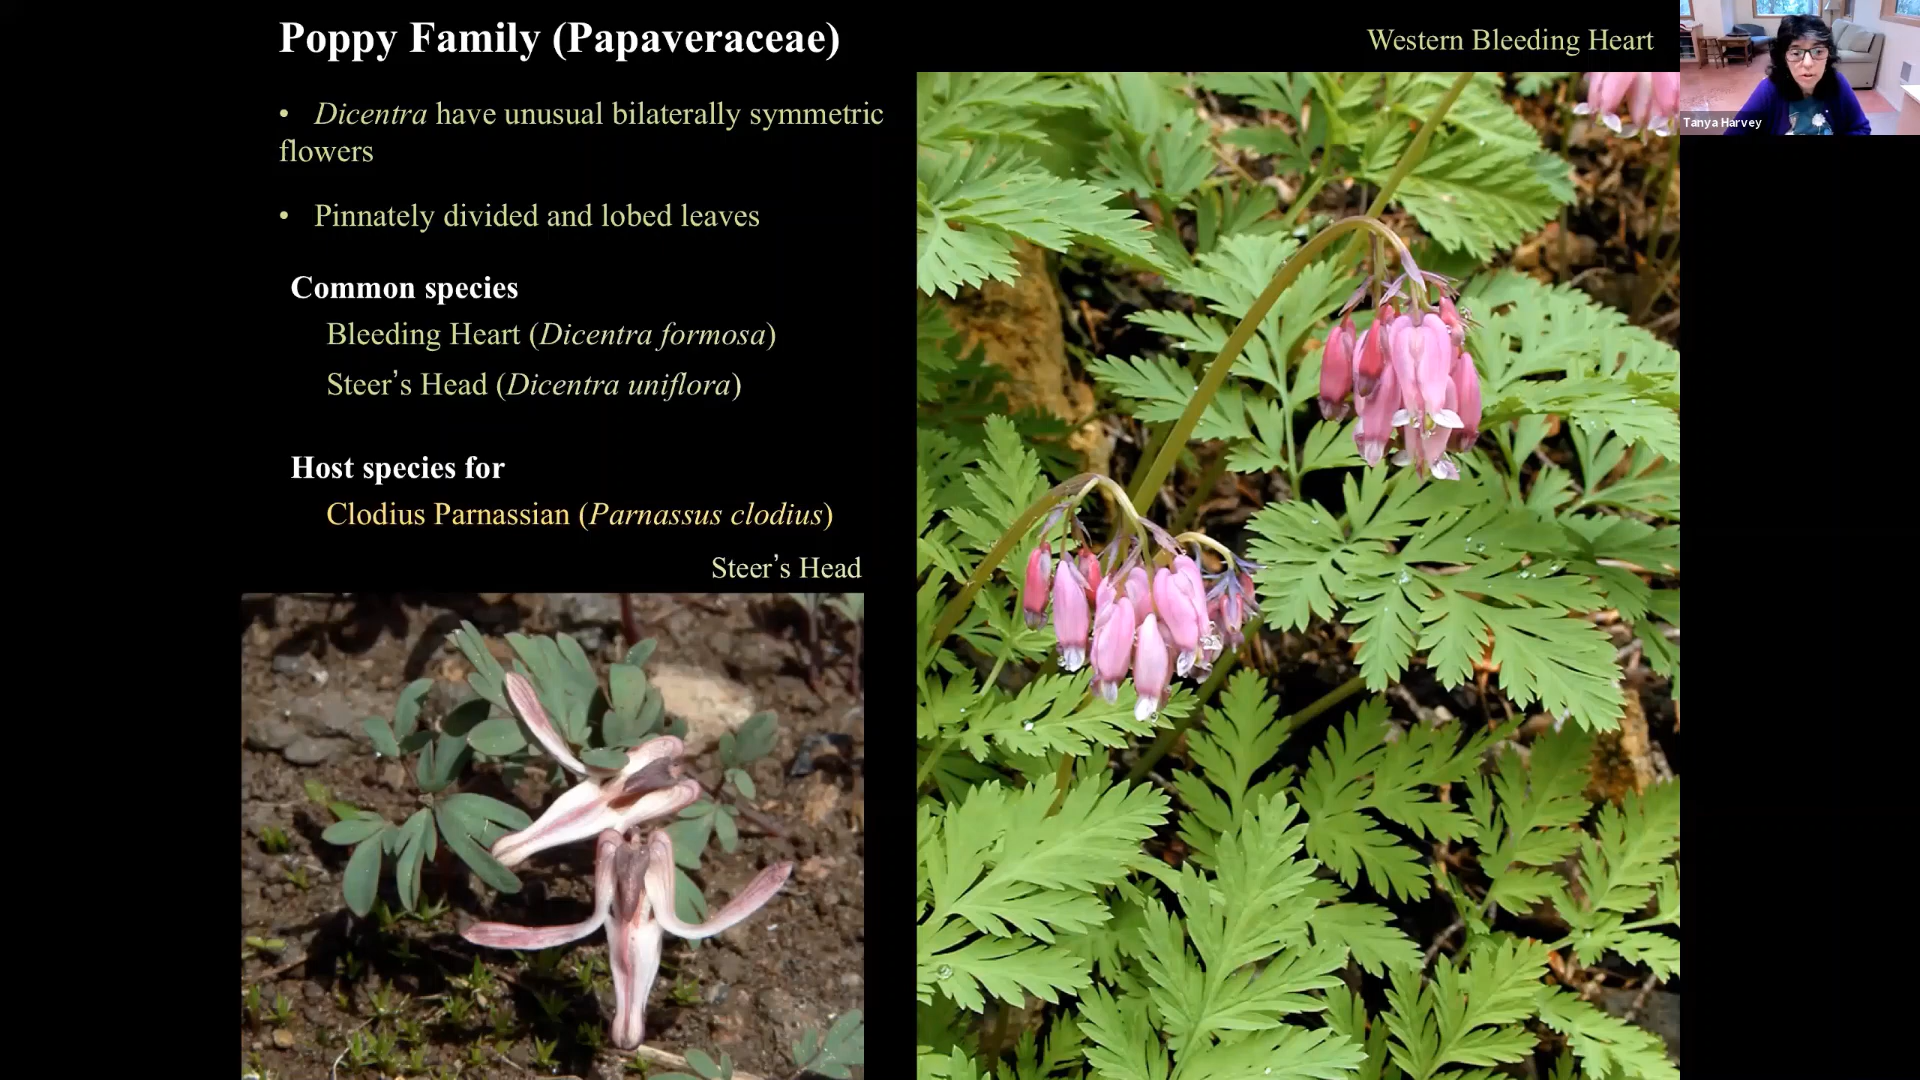 Poppy Family (Papaveraceae)
Western Bleeding Heart
Tanya Harvey
• Dicentra have unusual bilaterally symmetric
flowers
• Pinnately divided and lobed leaves
Common species
Bleeding Heart (Dicentra formosa)
Steer’s Head (Dicentra uniflora)
Host species for
Clodius Parnassian (Parnassus clodius)
Steer’s Head